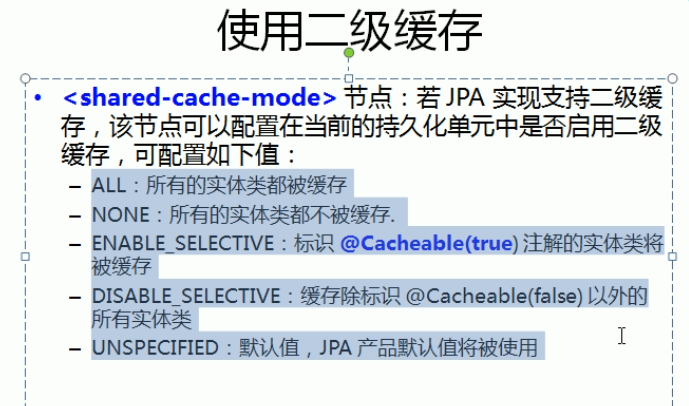 使用二级缓存
• <shared-cache-mode> 节点：若 JPA 实现支持二级缓
存，该节点可以配置在当前的持久化单元中是否启用二级
缓存，可配置如下值：
– ALL：所有的实体类都被缓存
– NONE：所有的实体类都不被缓存.
– ENABLE_SELECTIVE：标识 @Cacheable(true) 注解的实体类将
被缓存
– DISABLE_SELECTIVE：缓存除标识 @Cacheable(false) 以外的
所有实体类
– UNSPECIFIED：默认值，JPA 产品默认值将被使用